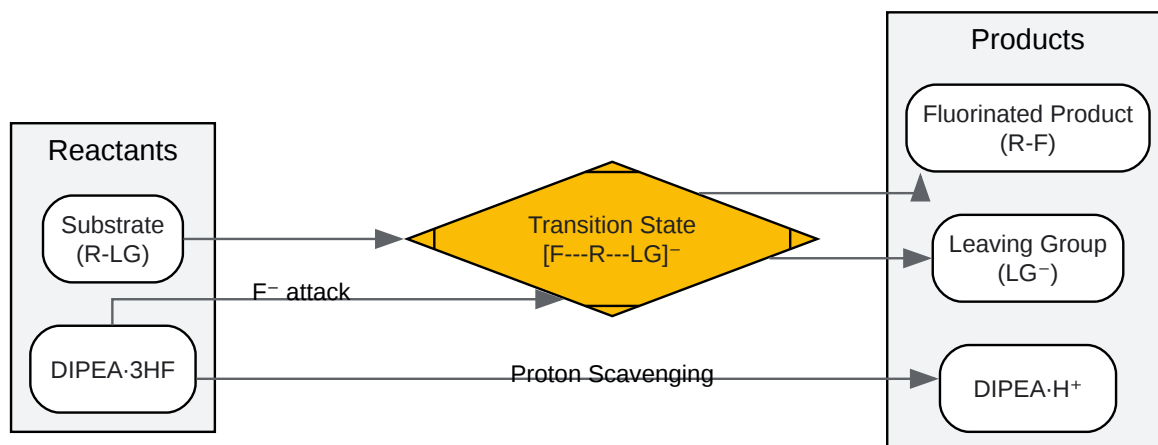 Reactants
Substrate
(R-LG)
DIPEA·3HF
F⁻ attack
Transition State
[F---R---LG]⁻
Proton Scavenging
Products
Fluorinated Product
(R-F)
Leaving Group
(LG⁻)
DIPEA·H⁺